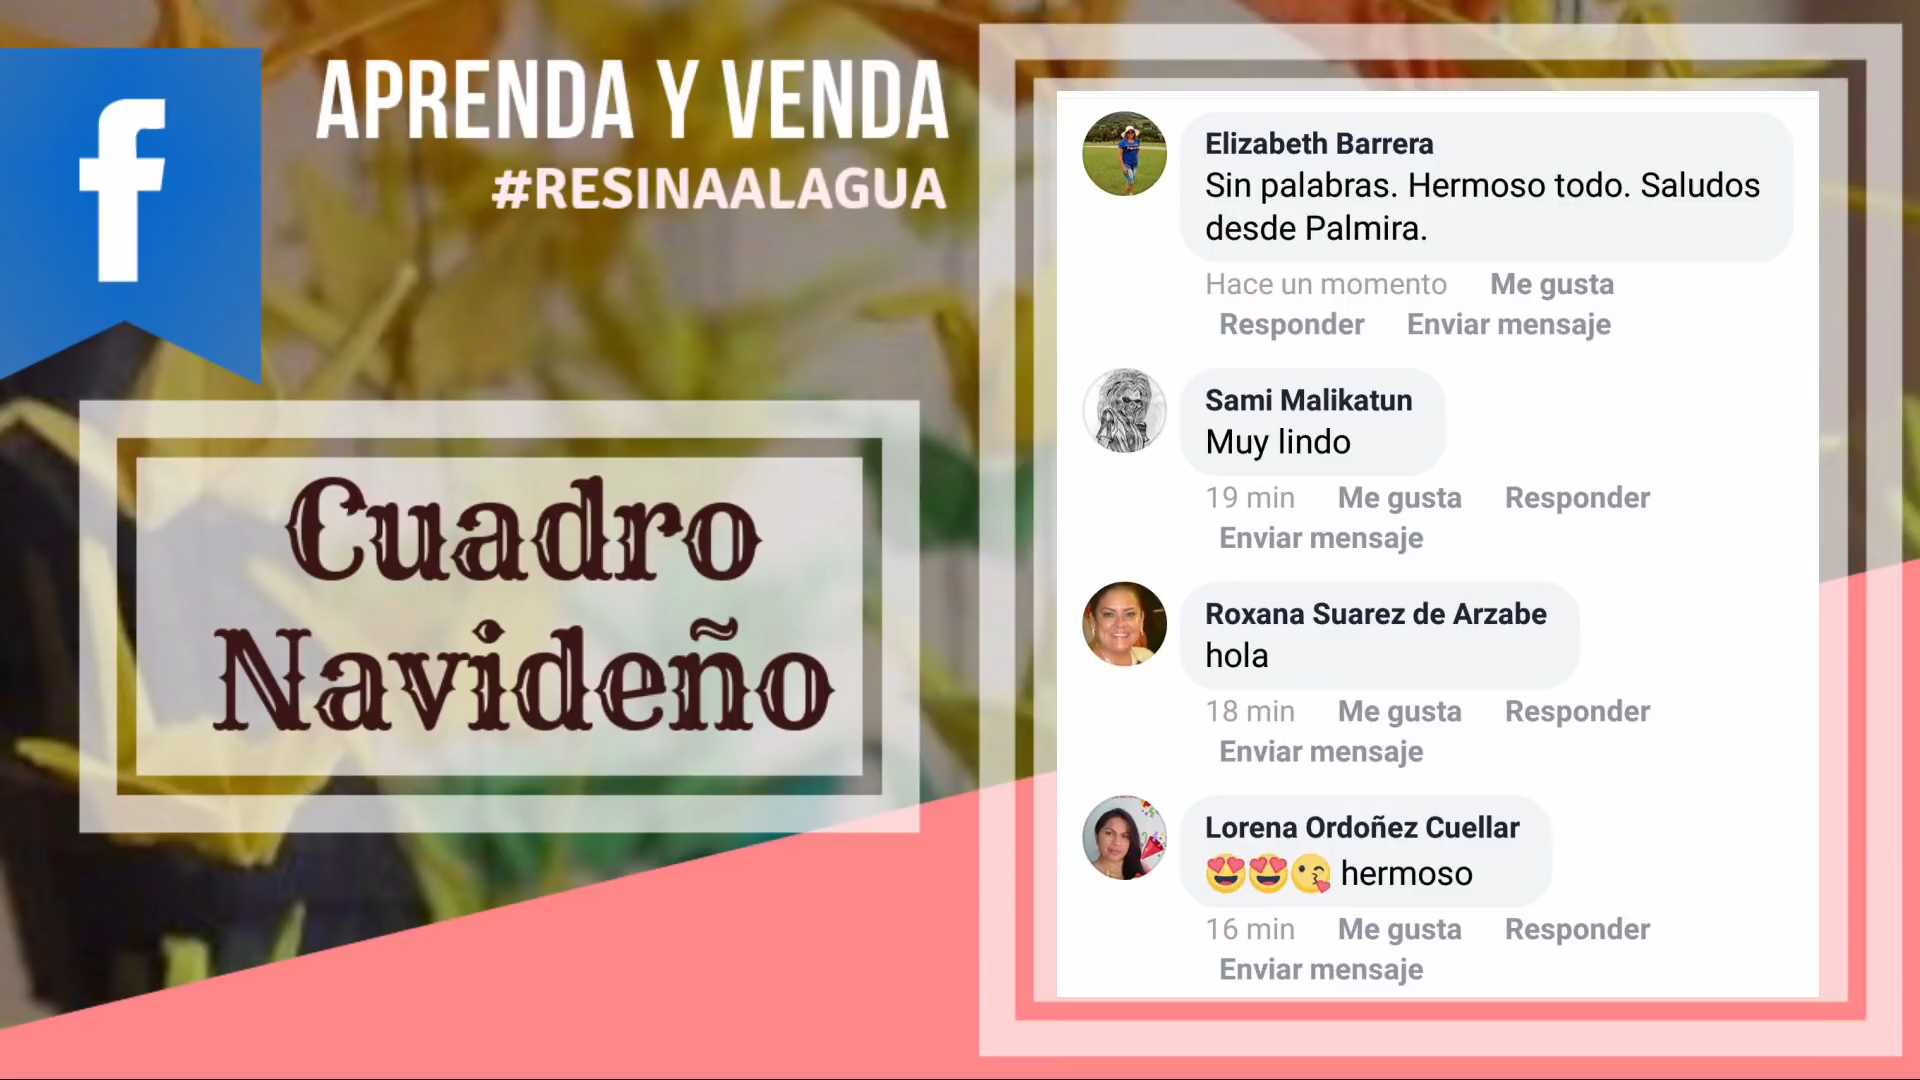 f
APRENDA Y VENDA
#RESINAALAGUA
Cuadro
Navideño
Elizabeth Barrera
Sin palabras. Hermoso todo. Saludos
desde Palmira.
Hace un momento Me gusta
Responder Enviar mensaje
Sami Malikatun
Muy lindo
19 min Me gusta Responder
Enviar mensaje
Roxana Suarez de Arzabe
hola
18 min Me gusta Responder
Enviar mensaje
Lorena Ordoñez Cuellar
😍😍😘 hermoso
16 min Me gusta Responder
Enviar mensaje